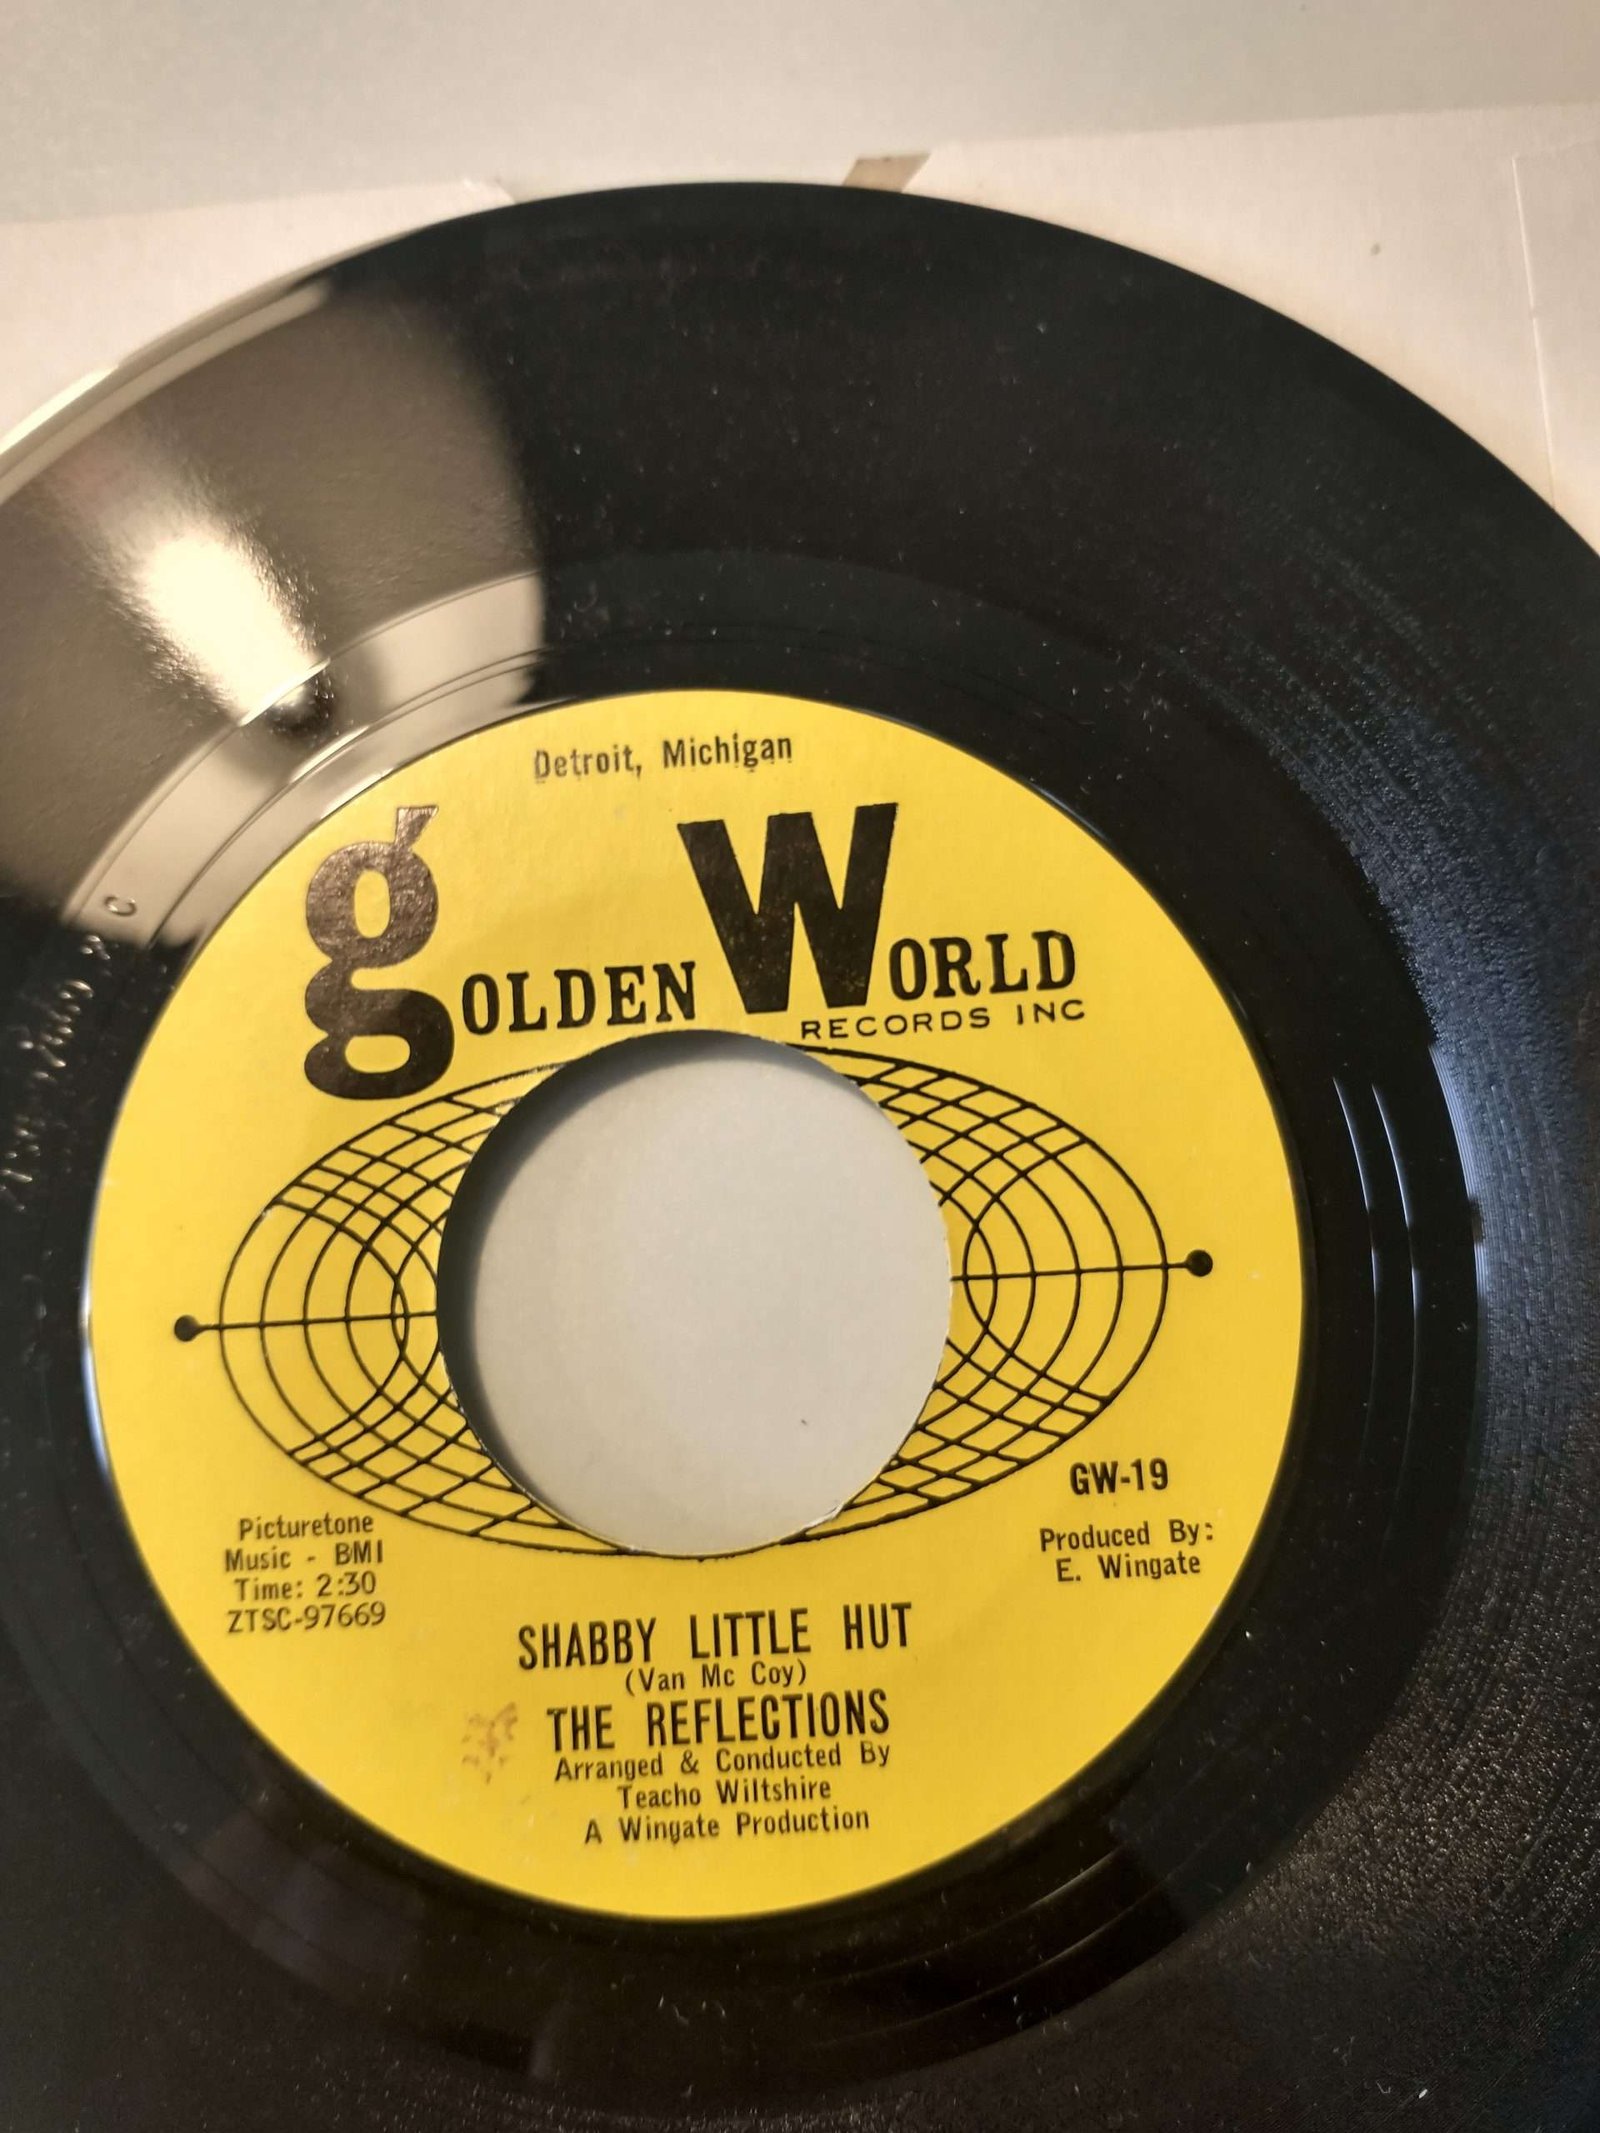 Detroit, Michigan
gOLDEN WORLD
RECORDS INC
GW-19
Produced By:
E. Wingate
Picturetone
Music - BMI
Time: 2:30
ZTSC-97669
SHABBY LITTLE HUT
(Van Mc Coy)
THE REFLECTIONS
Arranged & Conducted By
Teacho Wiltshire
A Wingate Production
C